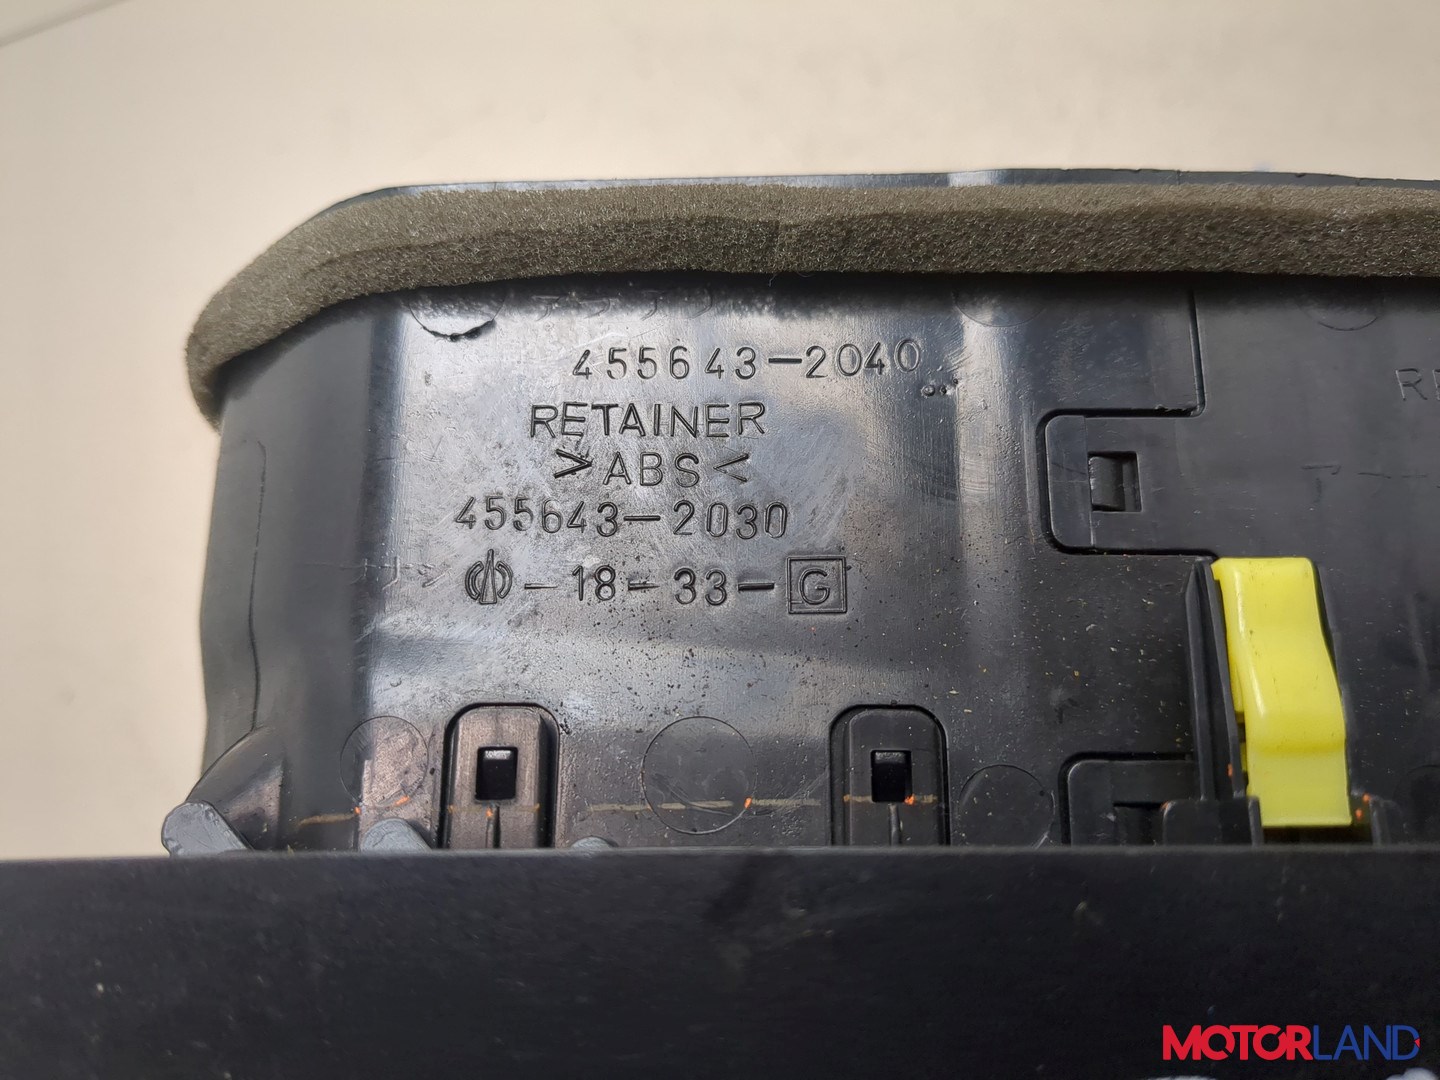 455643-2040
RETAINER
>ABS<
455643-2030
-18-33-G
MOTORLAND